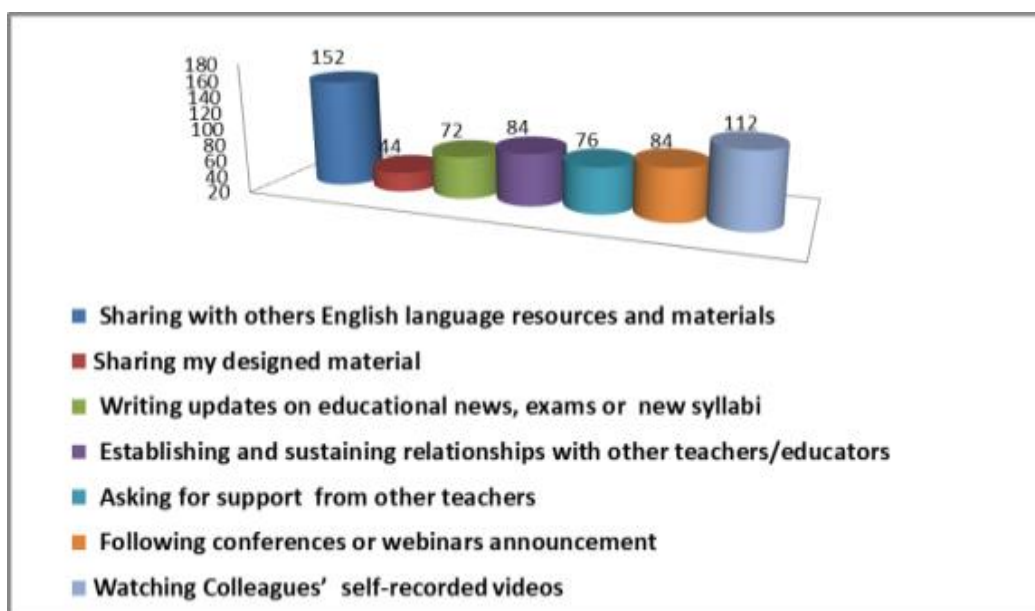 180
160
140
120
100
80
60
40
20
152
44
72
84
76
84
112
Sharing with others English language resources and materials
Sharing my designed material
Writing updates on educational news, exams or new syllabi
Establishing and sustaining relationships with other teachers/educators
Asking for support from other teachers
Following conferences or webinars announcement
Watching Colleagues’ self-recorded videos